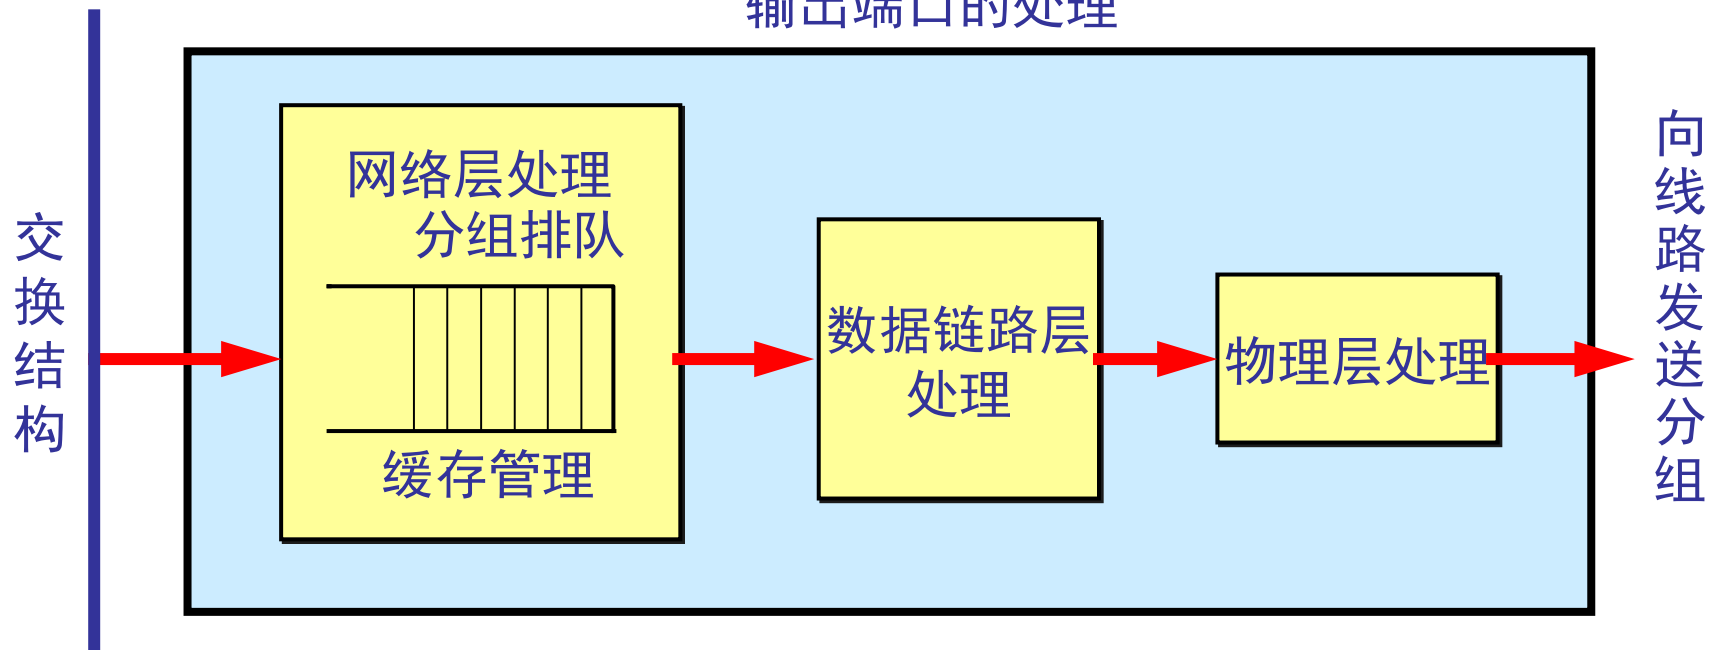 输出端口的处理
交换结构
网络层处理
分组排队
缓存管理
数据链路层
处理
物理层处理
向线路发送分组